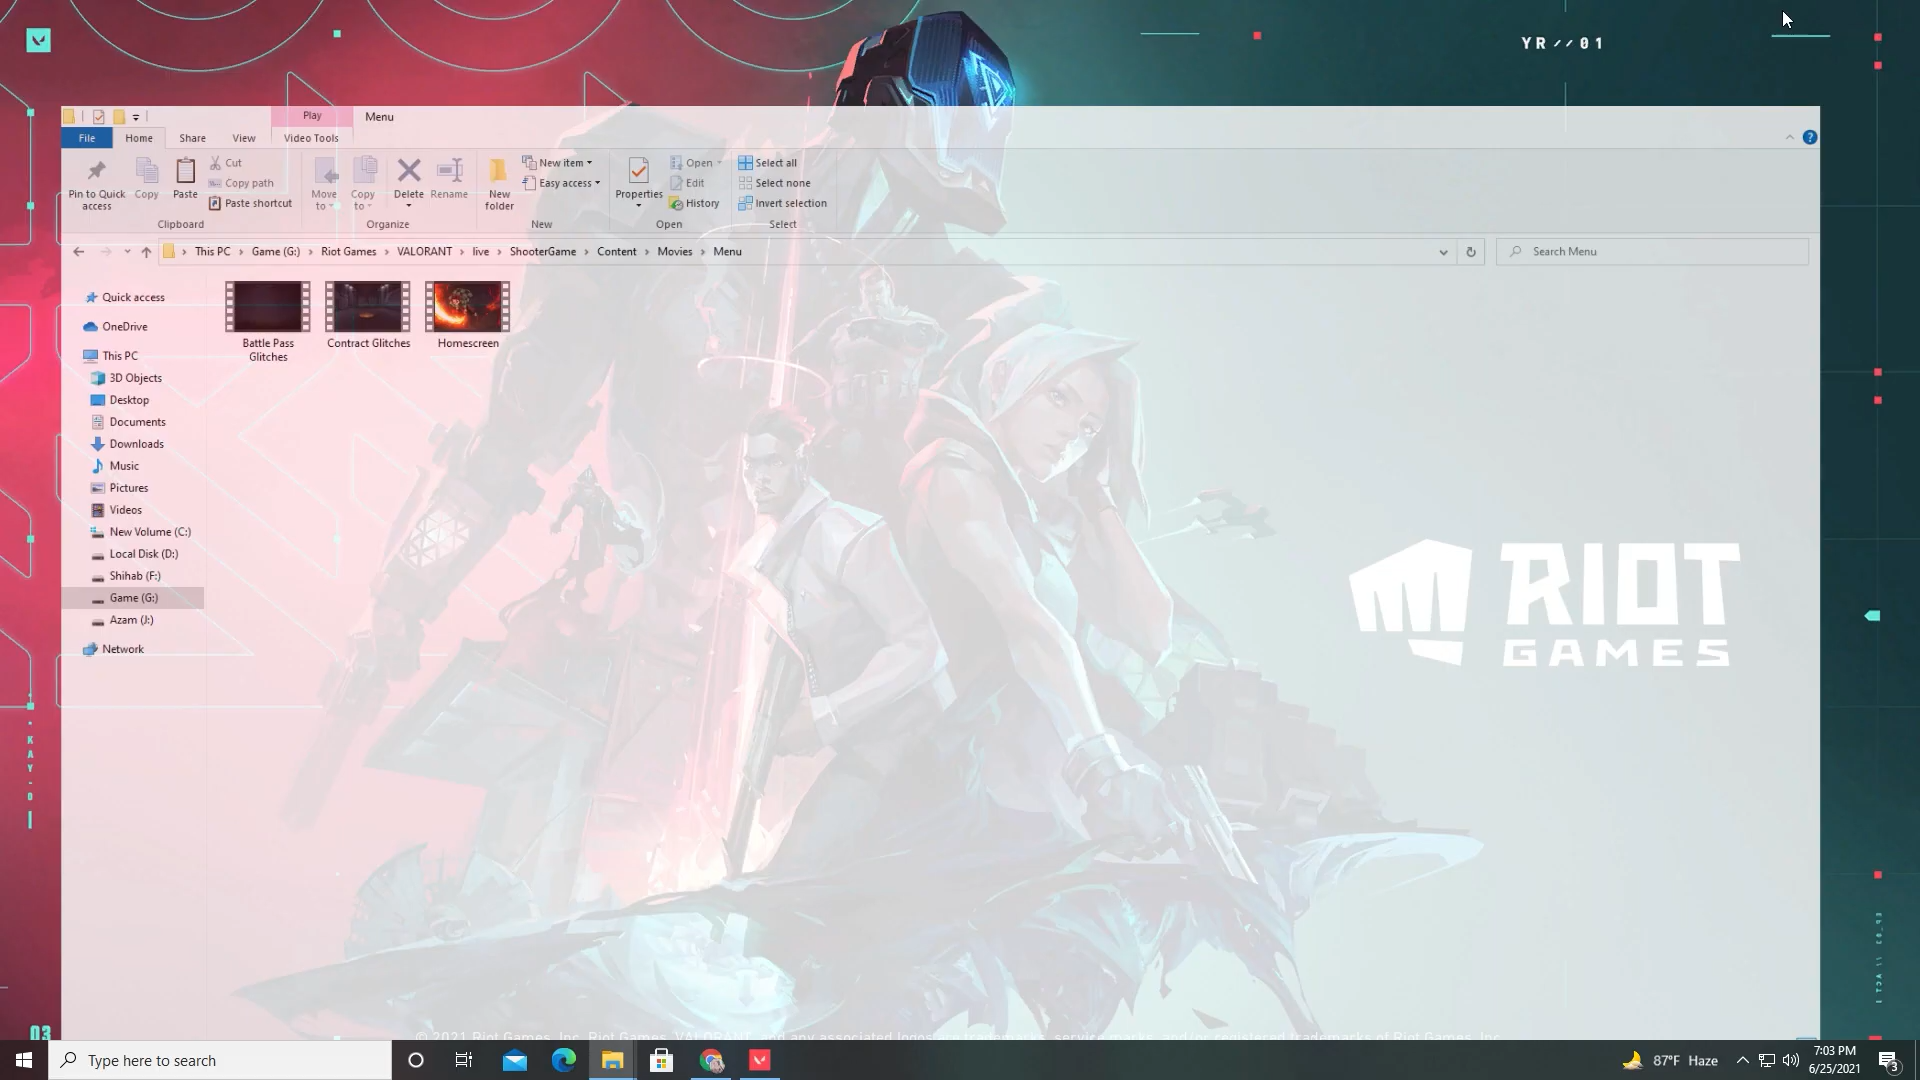 YR // 01
Play
Menu
File
Home
Share
View
Video Tools
Pin to Quick access
Copy
Paste
Cut
Copy path
Paste shortcut
Clipboard
Move to
Copy to
Delete
Rename
Organize
New folder
New item
Easy access
New
Properties
Open
Edit
History
Open
Select all
Select none
Invert selection
Select
This PC › Game (G:) › Riot Games › VALORANT › live › ShooterGame › Content › Movies › Menu
Search Menu
Quick access
OneDrive
This PC
3D Objects
Desktop
Documents
Downloads
Music
Pictures
Videos
New Volume (C:)
Local Disk (D:)
Shihab (F:)
Game (G:)
Azam (J:)
Network
Battle Pass Glitches
Contract Glitches
Homescreen
RIOT
GAMES
KAY-0
03
Type here to search
87°F Haze
7:03 PM
6/25/2021
3